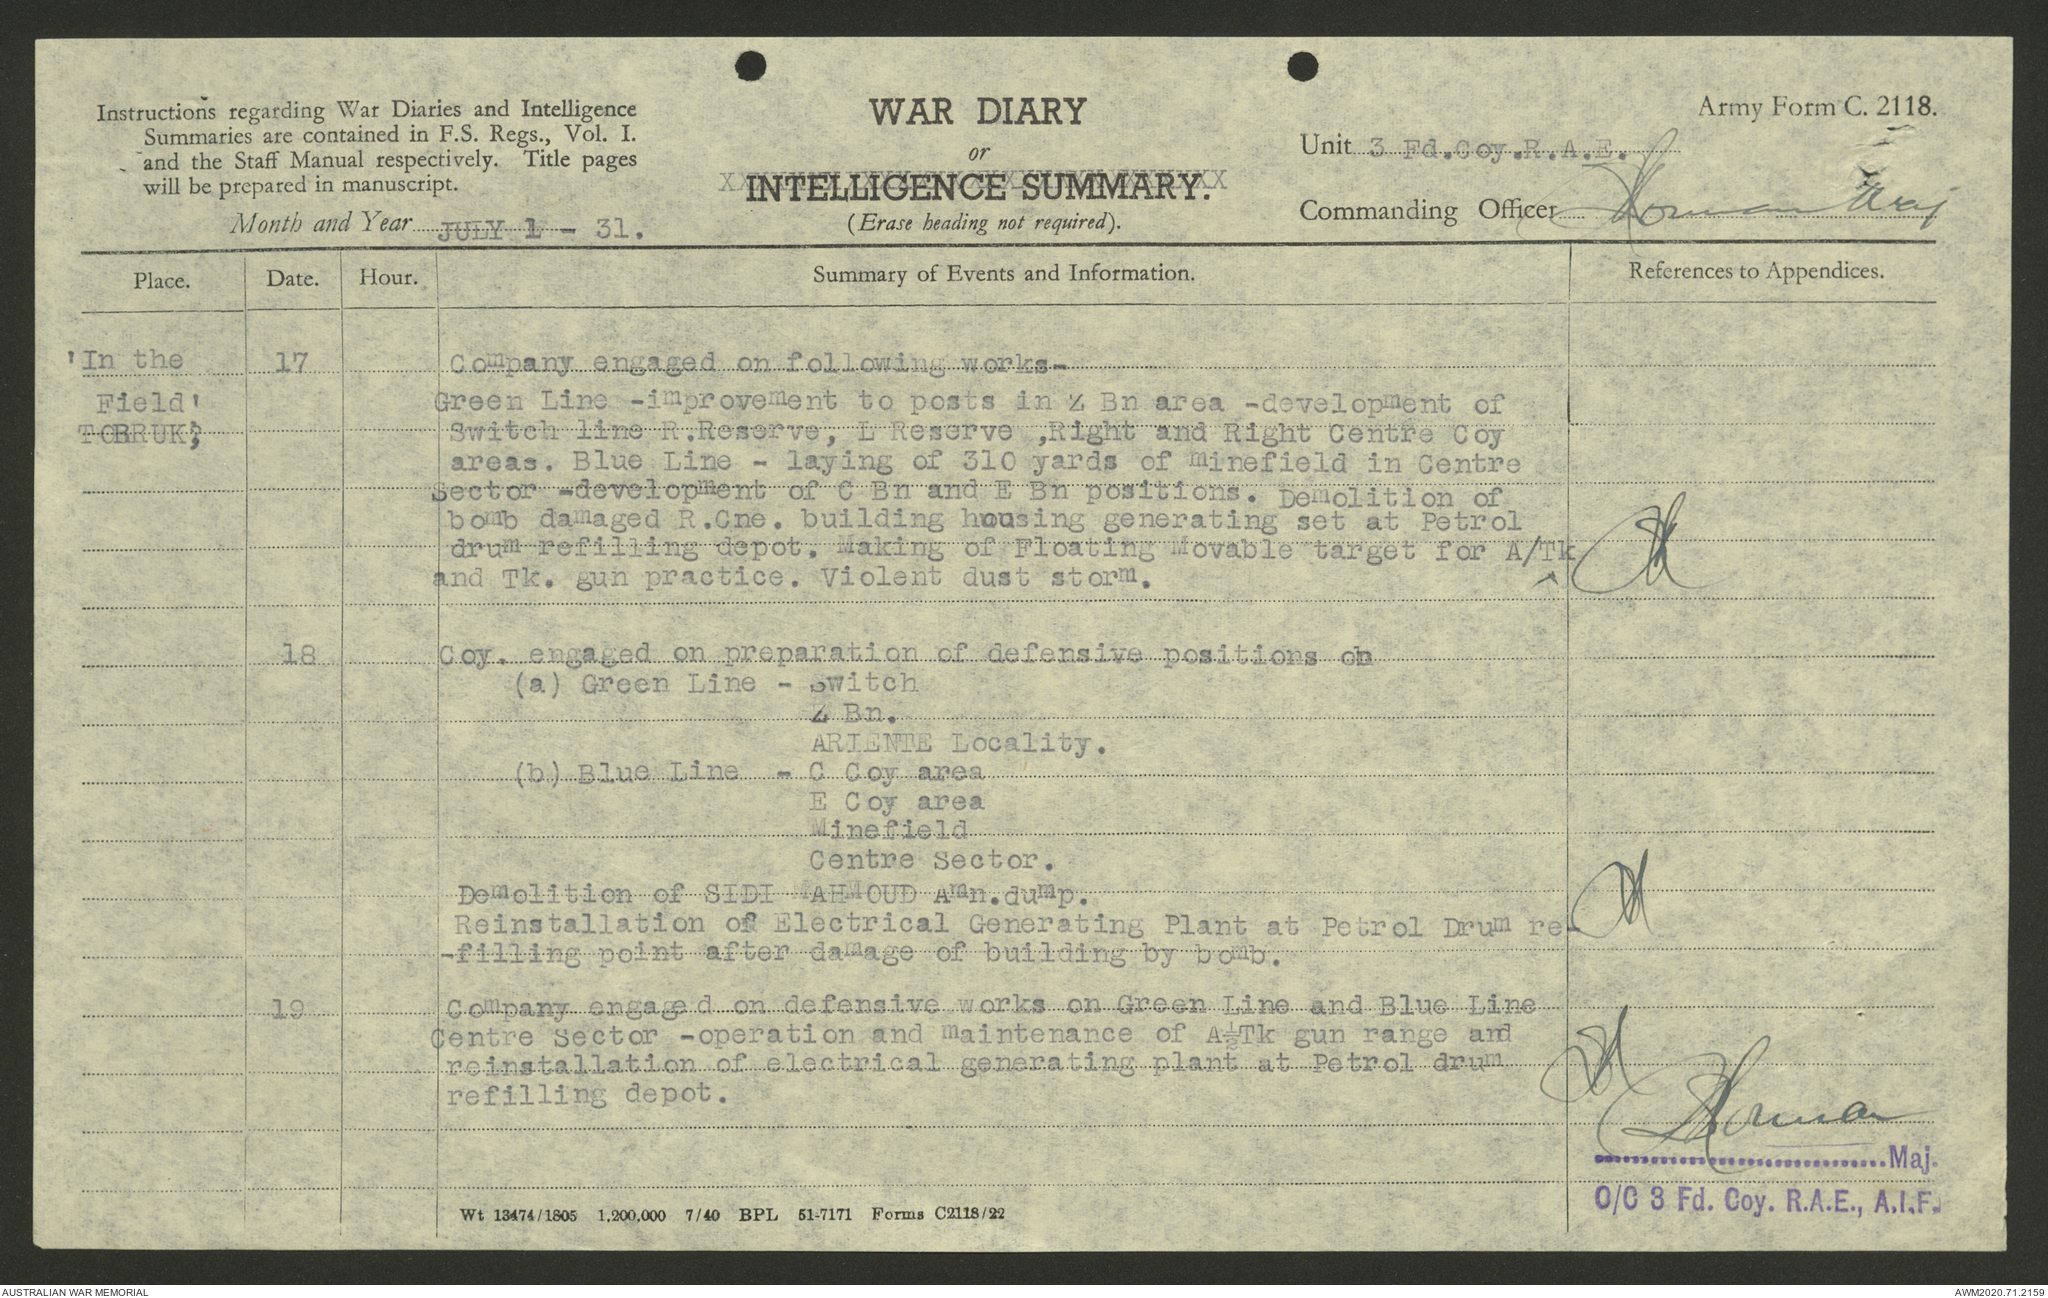 Instructions regarding War Diaries and Intelligence
Summaries are contained in F.S. Regs., Vol. I.
and the Staff Manual respectively. Title pages
will be prepared in manuscript.
Month and Year JULY 1 - 31.
WAR DIARY
or
INTELLIGENCE SUMMARY.
(Erase heading not required).
Army Form C. 2118.
Unit 3 Fd.Coy.R.A.E.
Commanding Officer Maj
Place.
Date.
Hour.
Summary of Events and Information.
References to Appendices.
'In the
Field'
TOBRUK;
17
Company engaged on following works-
Green Line -improvement to posts in Z Bn area -development of
Switch line R.Reserve, L Reserve ,Right and Right Centre Coy
areas. Blue Line - laying of 310 yards of minefield in Centre
Sector -development of C Bn and E Bn positions. Demolition of
bomb damaged R.Cne. building housing generating set at Petrol
drum refilling depot. Making of Floating Movable target for A/Tk
and Tk. gun practice. Violent dust storm.
18
Coy. engaged on preparation of defensive positions on
(a) Green Line - Switch
Z Bn.
ARIENTE Locality.
(b) Blue Line - C Coy area
E Coy area
Minefield
Centre Sector.
Demolition of SIDI MAHMOUD Amn.dump.
Reinstallation of Electrical Generating Plant at Petrol Drum re-
-filling point after damage of building by bomb.
19
Company engaged on defensive works on Green Line and Blue Line
Centre Sector -operation and maintenance of A½Tk gun range and
reinstallation of electrical generating plant at Petrol drum
refilling depot.
Maj.
O/C 3 Fd. Coy. R.A.E., A.I.F.
Wt 13474/1805 1,200,000 7/40 BPL 51-7171 Forms C2118/22
AUSTRALIAN WAR MEMORIAL
AWM2020.71.2159